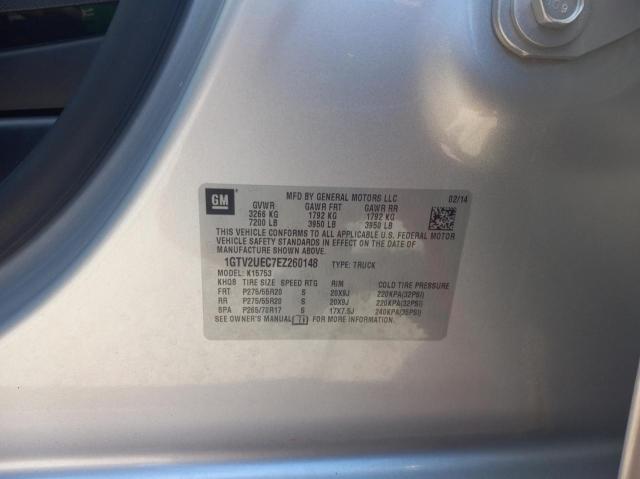 GM
MFD BY GENERAL MOTORS LLC
02/14
GVWR GAWR FRT GAWR RR
3266 KG 1792 KG 1792 KG
7200 LB 3950 LB 3950 LB
THIS VEHICLE CONFORMS TO ALL APPLICABLE U.S. FEDERAL MOTOR
VEHICLE SAFETY AND THEFT PREVENTION STANDARDS IN EFFECT ON THE DATE OF
MANUFACTURE SHOWN ABOVE.
1GTV2UEC7EZ260148 TYPE: TRUCK
MODEL: K15753
KHQB TIRE SIZE SPEED RTG RIM COLD TIRE PRESSURE
FRT P275/55R20 S 20X9J 220KPA(32PSI)
RR P275/55R20 S 20X9J 220KPA(32PSI)
SPA P265/70R17 S 17X7.5J 240KPA(35PSI)
SEE OWNER'S MANUAL FOR MORE INFORMATION.